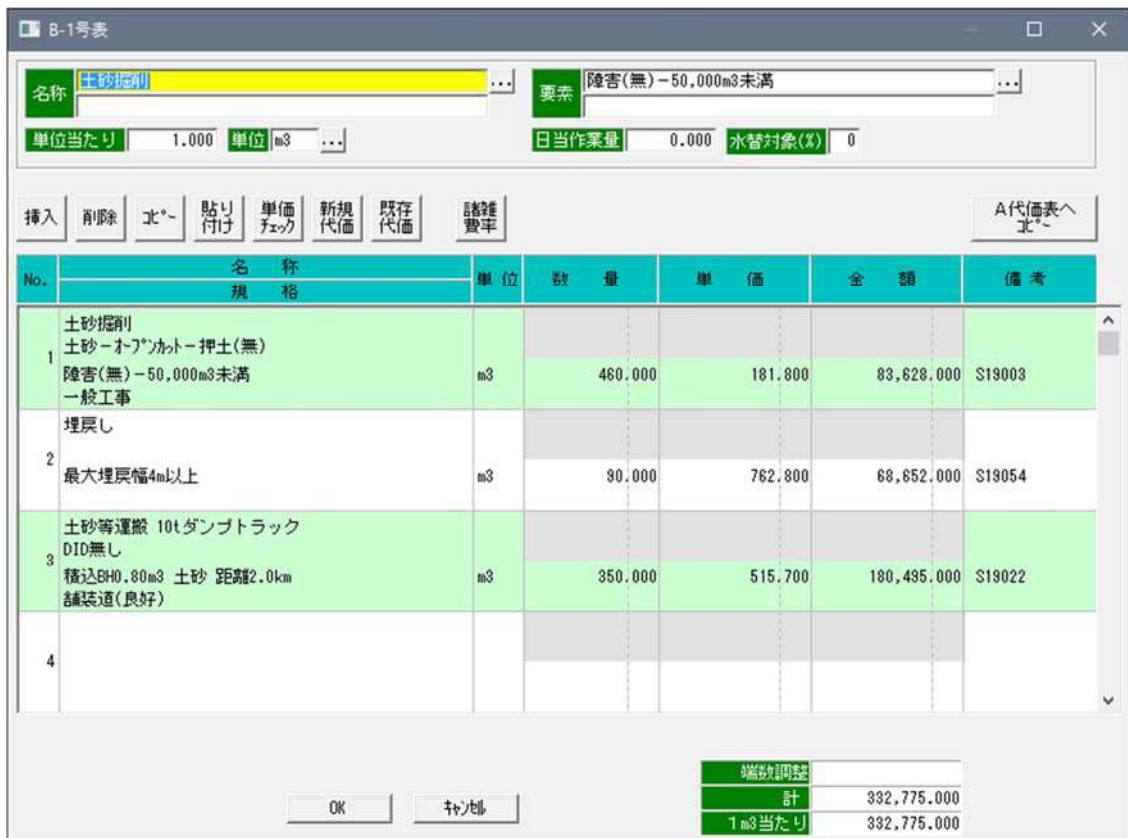 B-1号表
名称 土砂掘削 ...
要素 障害(無)－50,000m3未満 ...
単位当たり 1.000 単位 m3 ...
日当作業量 0.000 水替対象(%) 0
挿入 削除 ｺﾋﾟｰ 貼り付け 単価ﾁｪｯｸ 新規代価 既存代価 諸雑費率 A代価表へｺﾋﾟｰ
No. 名　称 単位 数　量 単　価 金　額 備考
規　格
土砂掘削
土砂－ｵｰﾌﾟﾝｶｯﾄ－押土(無)
1
障害(無)－50,000m3未満 m3 460.000 181.800 83,628.000 S19003
一般工事
埋戻し
2
最大埋戻幅4m以上 m3 90.000 762.800 68,652.000 S19054
土砂等運搬 10tダンプトラック
DID無し
3
積込BH0.80m3 土砂 距離2.0km m3 350.000 515.700 180,495.000 S19022
舗装道(良好)
4
端数調整
計 332,775.000
OK ｷｬﾝｾﾙ
1m3当たり 332,775.000